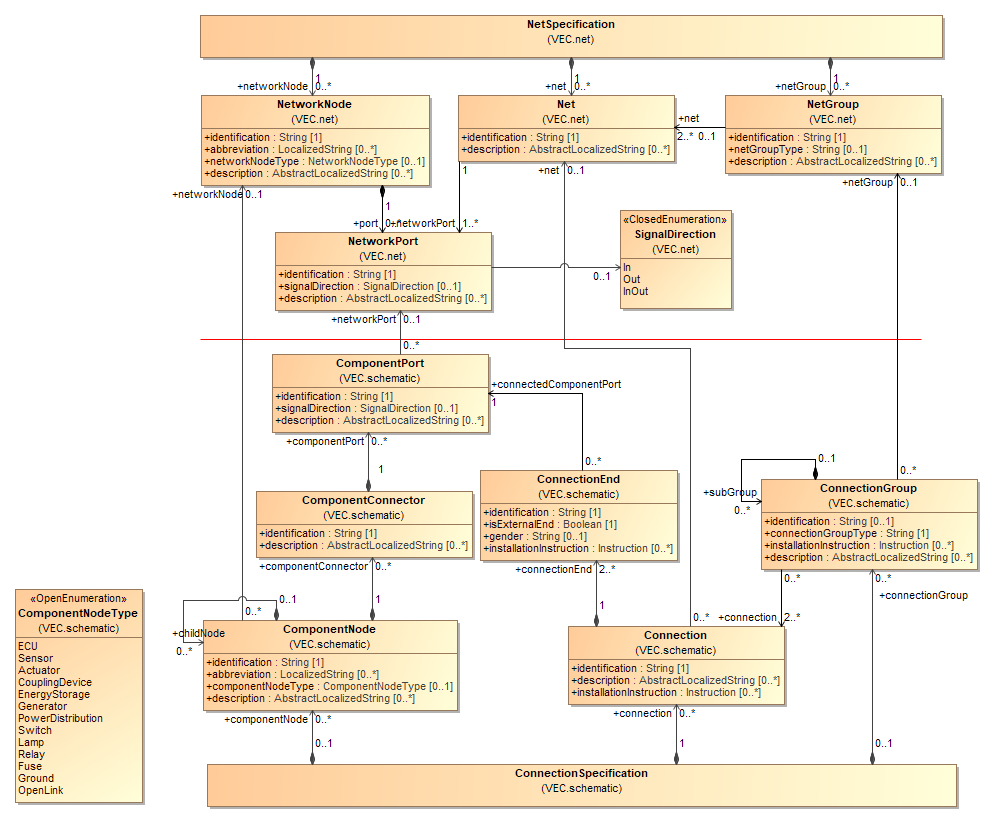 NetSpecification
(VEC.net)
1
1
1
+networkNode
0..*
+net
0..*
+netGroup
0..*
NetworkNode
(VEC.net)
+identification : String [1]
+abbreviation : LocalizedString [0..*]
+networkNodeType : NetworkNodeType [0..1]
+description : AbstractLocalizedString [0..*]
Net
(VEC.net)
+identification : String [1]
+description : AbstractLocalizedString [0..*]
+net
2..*
0..1
NetGroup
(VEC.net)
+identification : String [1]
+netGroupType : String [0..1]
+description : AbstractLocalizedString [0..*]
+networkNode
0..1
1
1
+net
0..1
+netGroup
0..1
+port
0..*
+networkPort
1..*
NetworkPort
(VEC.net)
+identification : String [1]
+signalDirection : SignalDirection [0..1]
+description : AbstractLocalizedString [0..*]
0..1
«ClosedEnumeration»
SignalDirection
(VEC.net)
In
Out
InOut
+networkPort
0..1
0..*
ComponentPort
(VEC.schematic)
+identification : String [1]
+signalDirection : SignalDirection [0..1]
+description : AbstractLocalizedString [0..*]
+connectedComponentPort
1
+componentPort
0..*
1
0..*
0..1
0..*
+subGroup
0..*
ComponentConnector
(VEC.schematic)
+identification : String [1]
+description : AbstractLocalizedString [0..*]
ConnectionEnd
(VEC.schematic)
+identification : String [1]
+isExternalEnd : Boolean [1]
+gender : String [0..1]
+installationInstruction : Instruction [0..*]
ConnectionGroup
(VEC.schematic)
+identification : String [0..1]
+connectionGroupType : String [1]
+installationInstruction : Instruction [0..*]
+description : AbstractLocalizedString [0..*]
+componentConnector
0..*
1
+connectionEnd
2..*
1
0..*
0..*
+connectionGroup
+connection
2..*
0..*
«OpenEnumeration»
ComponentNodeType
(VEC.schematic)
ECU
Sensor
Actuator
CouplingDevice
EnergyStorage
Generator
PowerDistribution
Switch
Lamp
Relay
Fuse
Ground
OpenLink
0..1
0..*
+childNode
0..*
ComponentNode
(VEC.schematic)
+identification : String [1]
+abbreviation : LocalizedString [0..*]
+componentNodeType : ComponentNodeType [0..1]
+description : AbstractLocalizedString [0..*]
Connection
(VEC.schematic)
+identification : String [1]
+description : AbstractLocalizedString [0..*]
+installationInstruction : Instruction [0..*]
+componentNode
0..*
+connection
0..*
0..1
1
0..1
ConnectionSpecification
(VEC.schematic)